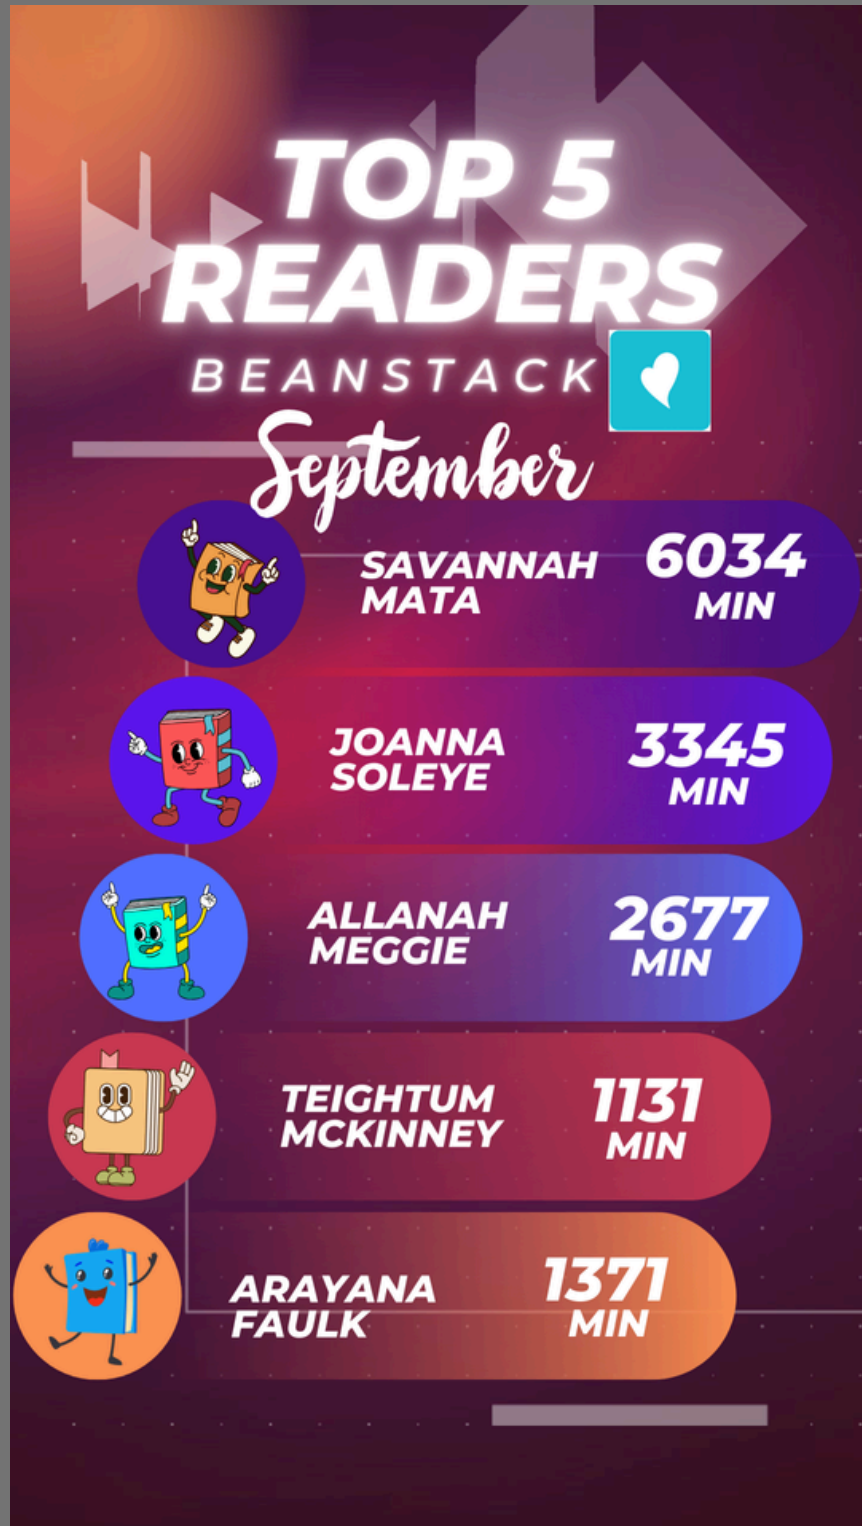 TOP 5
READERS
BEANSTACK
September
SAVANNAH
MATA
6034
MIN
JOANNA
SOLEYE
3345
MIN
ALLANAH
MEGGIE
2677
MIN
TEIGHTUM
MCKINNEY
1131
MIN
ARAYANA
FAULK
1371
MIN